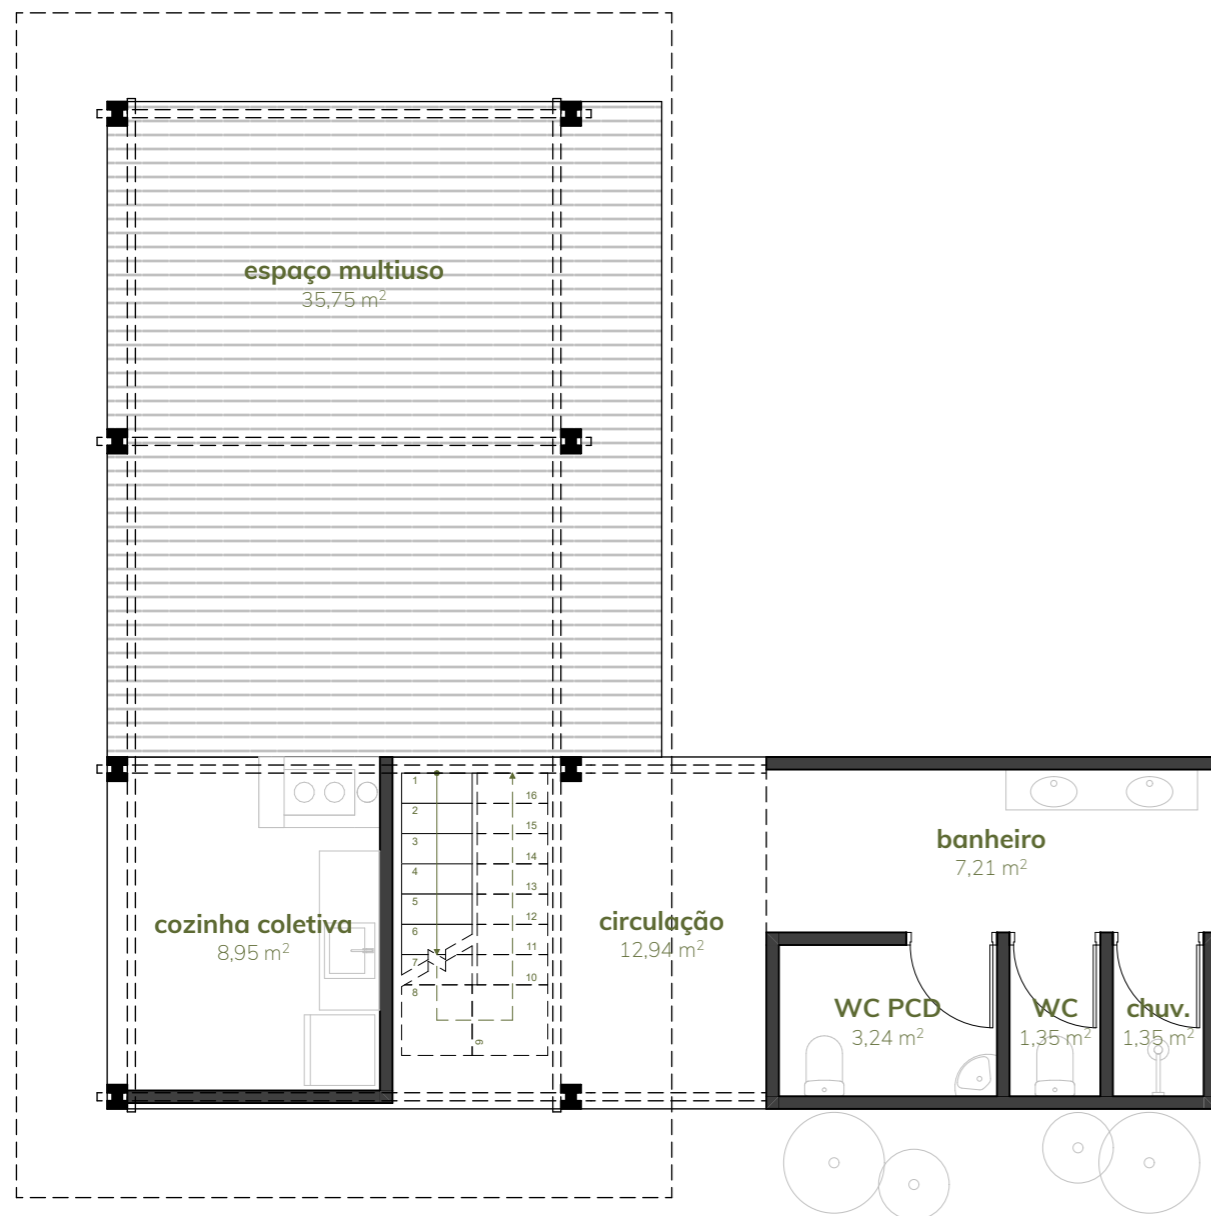 espaço multiuso
35,75 m²
cozinha coletiva
8,95 m²
1
2
3
4
5
6
7
8
9
10
11
12
13
14
15
16
circulação
12,94 m²
banheiro
7,21 m²
WC PCD
3,24 m²
WC
1,35 m²
chuv.
1,35 m²